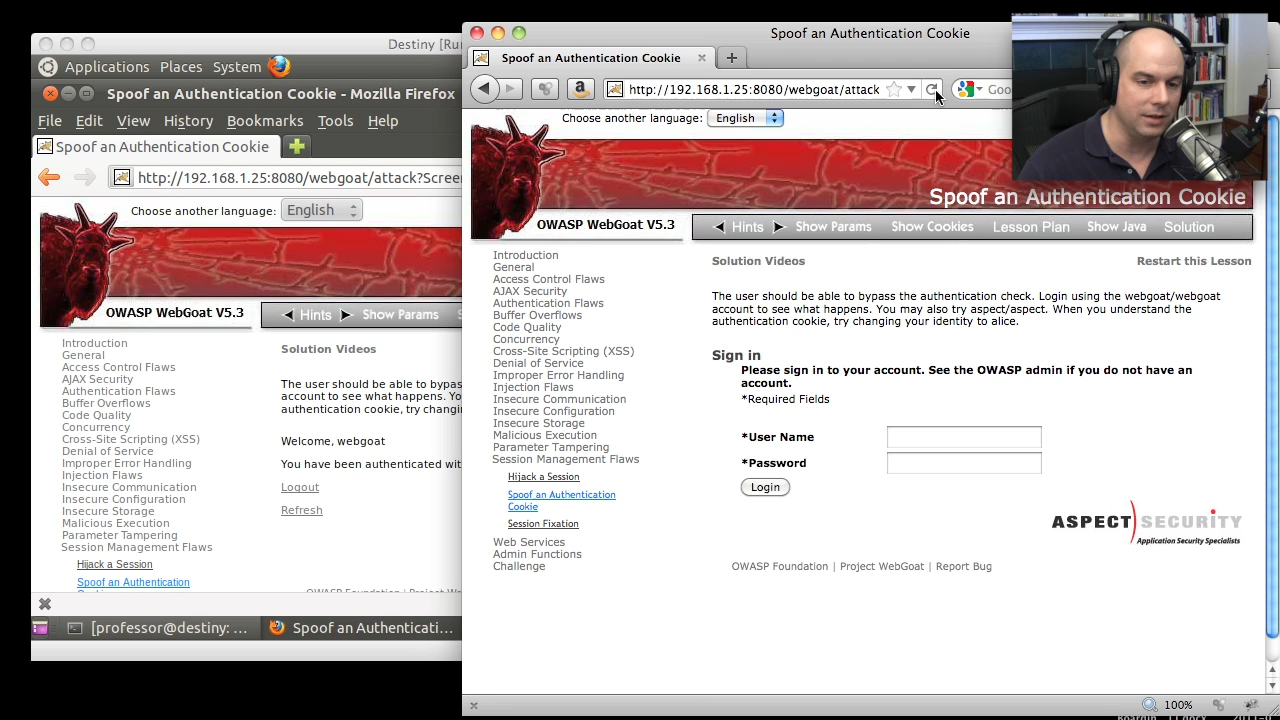 Destiny [Ru
Applications Places System
Spoof an Authentication Cookie - Mozilla Firefox
File Edit View History Bookmarks Tools Help
Spoof an Authentication Cookie
http://192.168.1.25:8080/webgoat/attack?Scree
Choose another language: English
OWASP WebGoat V5.3
Hints Show Params S
Introduction
General
Access Control Flaws
AJAX Security
Authentication Flaws
Buffer Overflows
Code Quality
Concurrency
Cross-Site Scripting (XSS)
Denial of Service
Improper Error Handling
Injection Flaws
Insecure Communication
Insecure Configuration
Insecure Storage
Malicious Execution
Parameter Tampering
Session Management Flaws
Hijack a Session
Spoof an Authentication
Solution Videos
The user should be able to bypas
account to see what happens. Yo
authentication cookie, try changin
Welcome, webgoat
You have been authenticated wit
Logout
Refresh
OWASP Foundation | Project We
[professor@destiny: ...
Spoof an Authenticati...
Spoof an Authentication Cookie
Spoof an Authentication Cookie
http://192.168.1.25:8080/webgoat/attack
Goo
Choose another language: English
Spoof an Authentication Cookie
OWASP WebGoat V5.3
Hints Show Params Show Cookies Lesson Plan Show Java Solution
Introduction
General
Access Control Flaws
AJAX Security
Authentication Flaws
Buffer Overflows
Code Quality
Concurrency
Cross-Site Scripting (XSS)
Denial of Service
Improper Error Handling
Injection Flaws
Insecure Communication
Insecure Configuration
Insecure Storage
Malicious Execution
Parameter Tampering
Session Management Flaws
Hijack a Session
Spoof an Authentication
Cookie
Session Fixation
Web Services
Admin Functions
Challenge
Solution Videos Restart this Lesson
The user should be able to bypass the authentication check. Login using the webgoat/webgoat
account to see what happens. You may also try aspect/aspect. When you understand the
authentication cookie, try changing your identity to alice.
Sign in
Please sign in to your account. See the OWASP admin if you do not have an
account.
*Required Fields
*User Name
*Password
Login
ASPECT SECURITY
Application Security Specialists
OWASP Foundation | Project WebGoat | Report Bug
100%